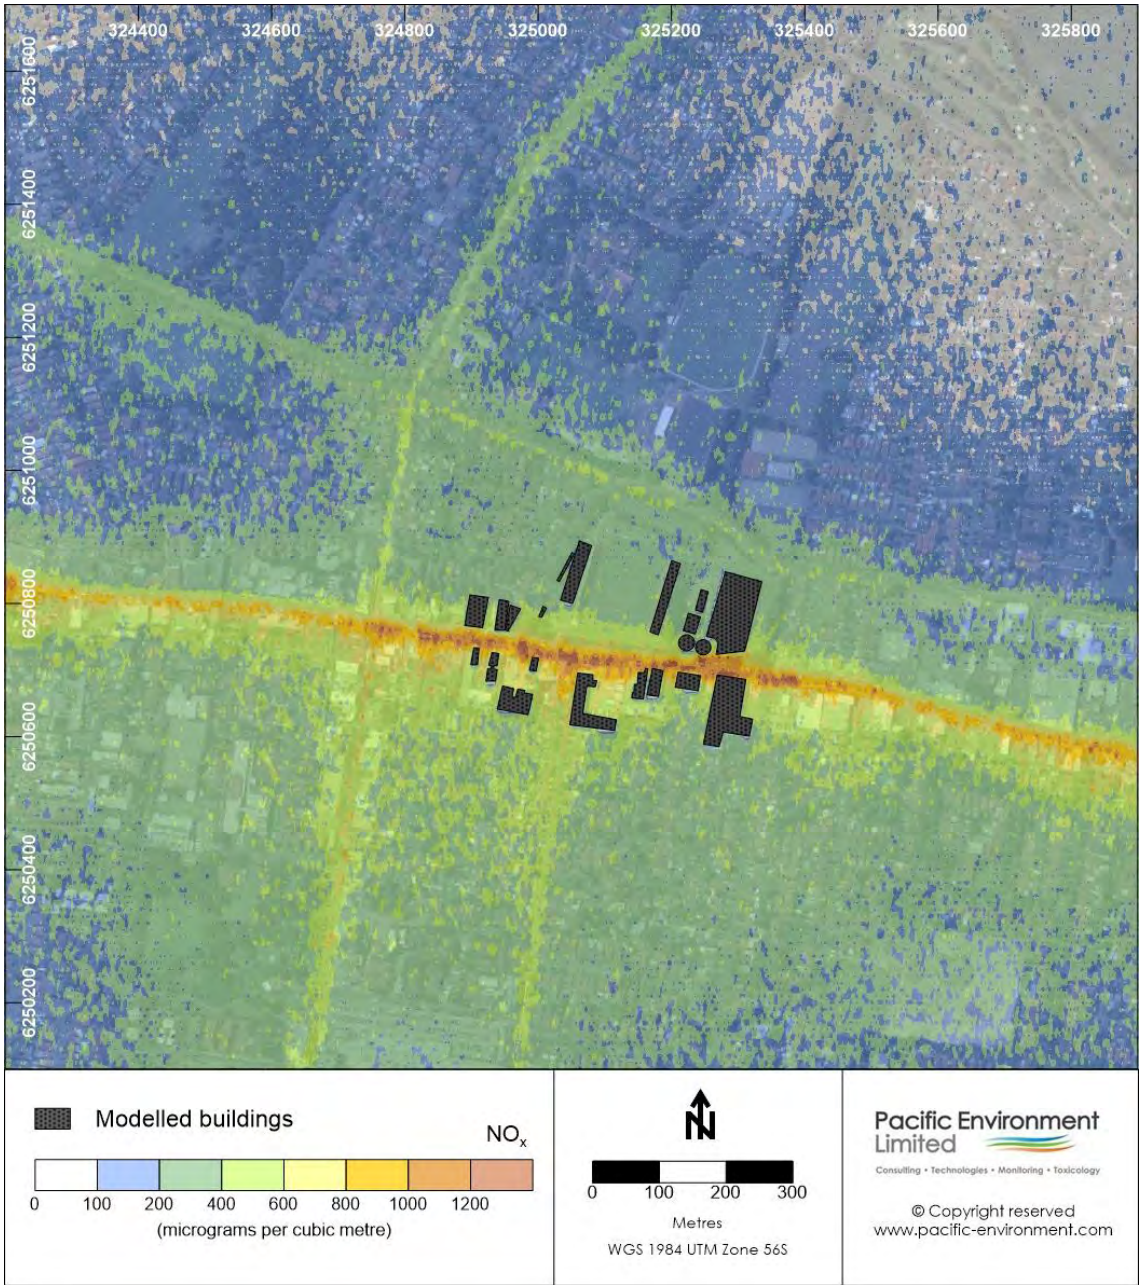 324400 324600 324800 325000 325200 325400 325600 325800
6251600
6251400
6251200
6251000
6250800
6250600
6250400
6250200
Modelled buildings
NOx
0 100 200 400 600 800 1000 1200
(micrograms per cubic metre)
N
0 100 200 300
Metres
WGS 1984 UTM Zone 56S
Pacific Environment
Limited
Consulting • Technologies • Monitoring • Toxicology
© Copyright reserved
www.pacific-environment.com